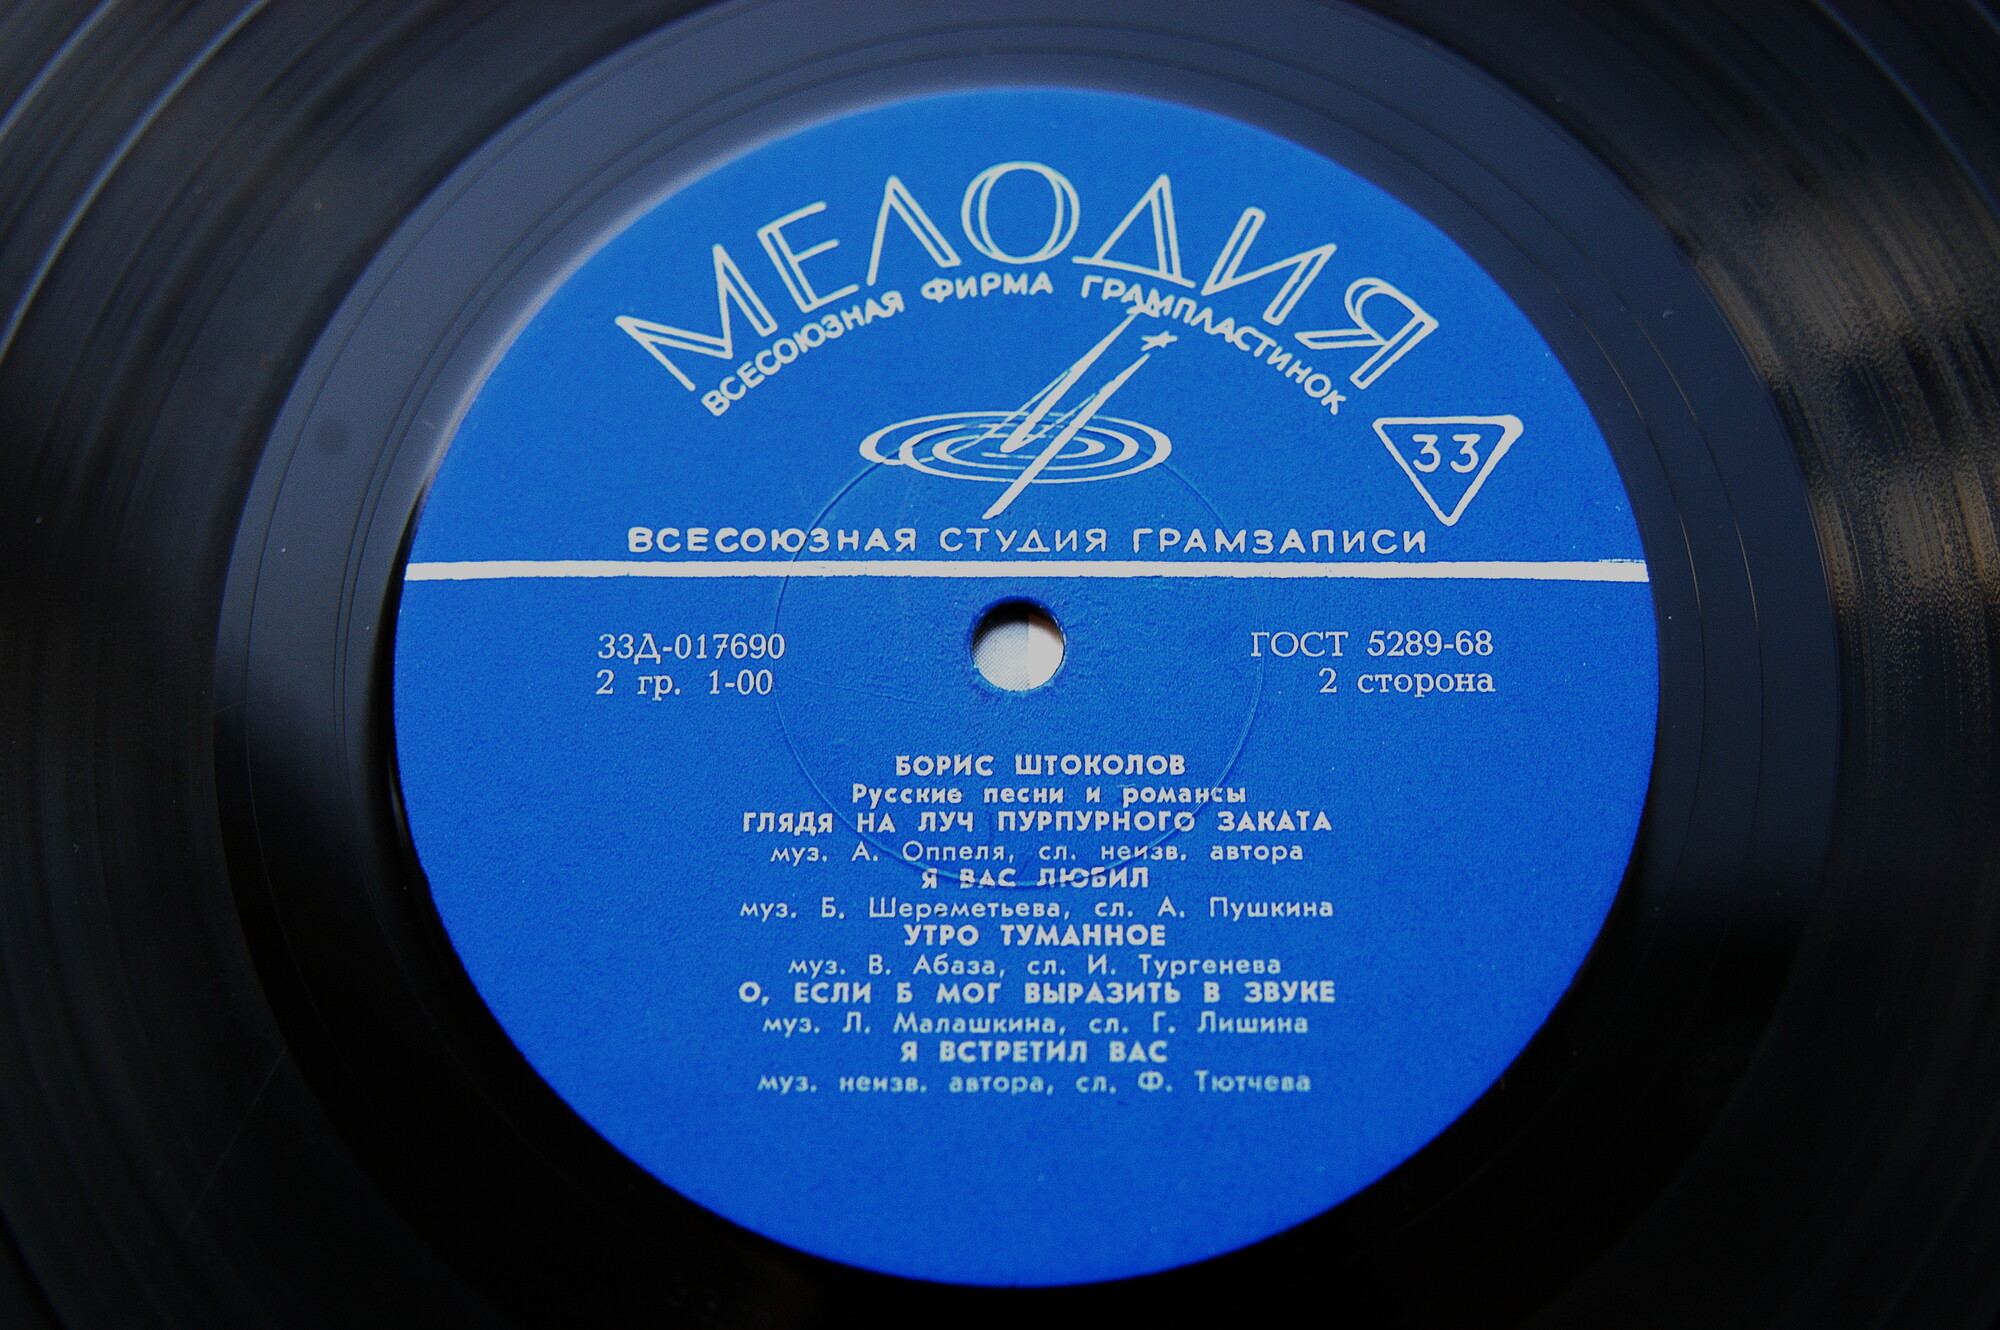 МЕЛОДИЯ
ВСЕСОЮЗНАЯ ФИРМА ГРАМПЛАСТИНОК
33
ВСЕСОЮЗНАЯ СТУДИЯ ГРАМЗАПИСИ
33Д-017690
ГОСТ 5289-68
2 гр. 1-00
2 сторона
БОРИС ШТОКОЛОВ
Русские песни и романсы
ГЛЯДЯ НА ЛУЧ ПУРПУРНОГО ЗАКАТА
муз. А. Оппеля, сл. неизв. автора
Я ВАС ЛЮБИЛ
муз. Б. Шереметьева, сл. А. Пушкина
УТРО ТУМАННОЕ
муз. В. Абаза, сл. И. Тургенева
О, ЕСЛИ Б МОГ ВЫРАЗИТЬ В ЗВУКЕ
муз. Л. Малашкина, сл. Г. Лишина
Я ВСТРЕТИЛ ВАС
муз. неизв. автора, сл. Ф. Тютчева